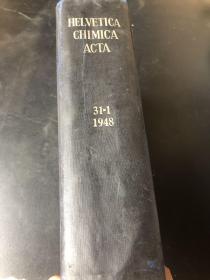 HELVETICA
CHIMICA
ACTA
31-1
1948